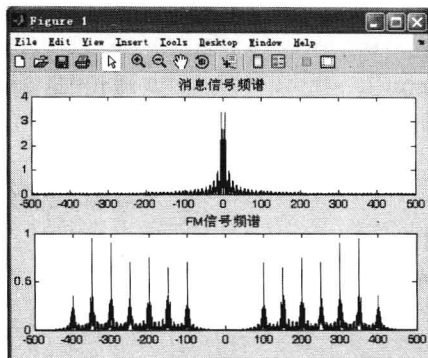 Figure 1
File Edit View Insert Tools Desktop Window Help
消息信号频谱
4
3
2
1
0
-500 -400 -300 -200 -100 0 100 200 300 400 500
FM信号频谱
1
0.5
0
-500 -400 -300 -200 -100 0 100 200 300 400 500